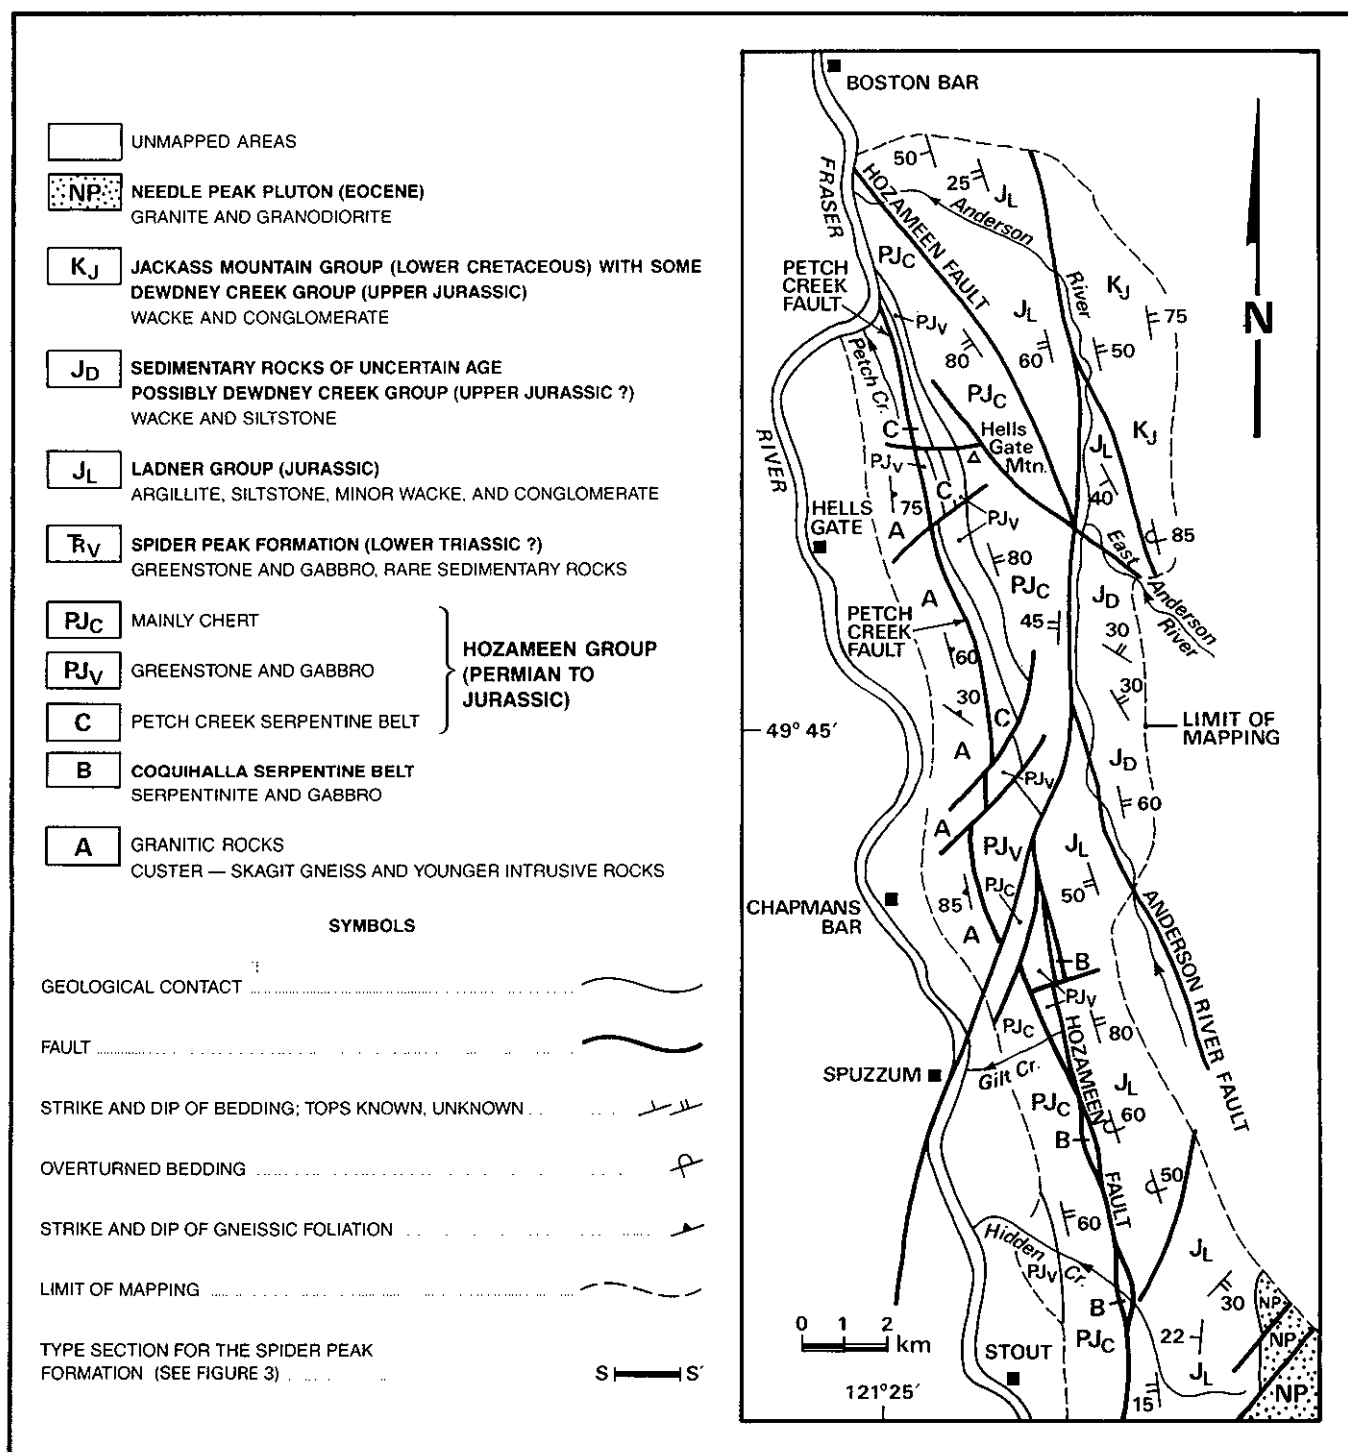 UNMAPPED AREAS
NP
NEEDLE PEAK PLUTON (EOCENE)
GRANITE AND GRANODIORITE
KJ
JACKASS MOUNTAIN GROUP (LOWER CRETACEOUS) WITH SOME
DEWDNEY CREEK GROUP (UPPER JURASSIC)
WACKE AND CONGLOMERATE
JD
SEDIMENTARY ROCKS OF UNCERTAIN AGE
POSSIBLY DEWDNEY CREEK GROUP (UPPER JURASSIC ?)
WACKE AND SILTSTONE
JL
LADNER GROUP (JURASSIC)
ARGILLITE, SILTSTONE, MINOR WACKE, AND CONGLOMERATE
TRV
SPIDER PEAK FORMATION (LOWER TRIASSIC ?)
GREENSTONE AND GABBRO, RARE SEDIMENTARY ROCKS
PJC
MAINLY CHERT
PJV
GREENSTONE AND GABBRO
C
PETCH CREEK SERPENTINE BELT
HOZAMEEN GROUP
(PERMIAN TO
JURASSIC)
B
COQUIHALLA SERPENTINE BELT
SERPENTINITE AND GABBRO
A
GRANITIC ROCKS
CUSTER — SKAGIT GNEISS AND YOUNGER INTRUSIVE ROCKS
SYMBOLS
GEOLOGICAL CONTACT
FAULT
STRIKE AND DIP OF BEDDING; TOPS KNOWN, UNKNOWN
OVERTURNED BEDDING
STRIKE AND DIP OF GNEISSIC FOLIATION
LIMIT OF MAPPING
TYPE SECTION FOR THE SPIDER PEAK
FORMATION (SEE FIGURE 3)
S S′
BOSTON BAR
FRASER
50
25
JL
HOZAMEEN FAULT
Anderson
River
PJC
PETCH
CREEK
FAULT
KJ
75
N
PJV
JL
80
60
50
Petch Cr.
PJC
RIVER
C
Hells
Gate
Mtn.
JL
KJ
PJV
40
C
75
HELLS
GATE
A
PJV
85
East
Anderson
River
80
PJC
JD
A
PETCH
CREEK
FAULT
45
30
60
30
30
C
49° 45′
LIMIT OF
MAPPING
A
JD
PJV
60
A
PJV
JL
PJC
50
85
CHAPMANS
BAR
A
ANDERSON RIVER FAULT
B
PJV
PJC
HOZAMEEN
80
SPUZZUM
Gilt Cr.
JL
PJC
60
B
50
FAULT
60
Hidden Cr.
PJV
JL
30
NP
B
0 1 2
km
PJC
22
NP
STOUT
JL
NP
121° 25′
15